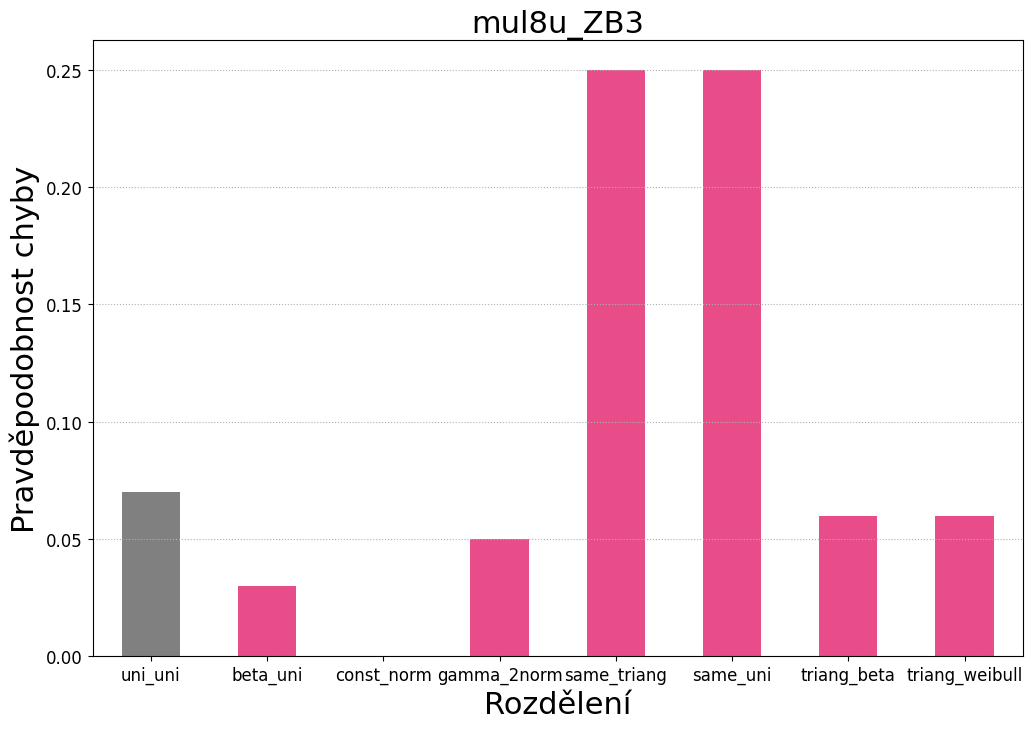 mul8u_ZB3
Pravděpodobnost chyby
0.25
0.20
0.15
0.10
0.05
0.00
uni_uni beta_uni const_norm gamma_2norm same_triang same_uni triang_beta triang_weibull
Rozdělení